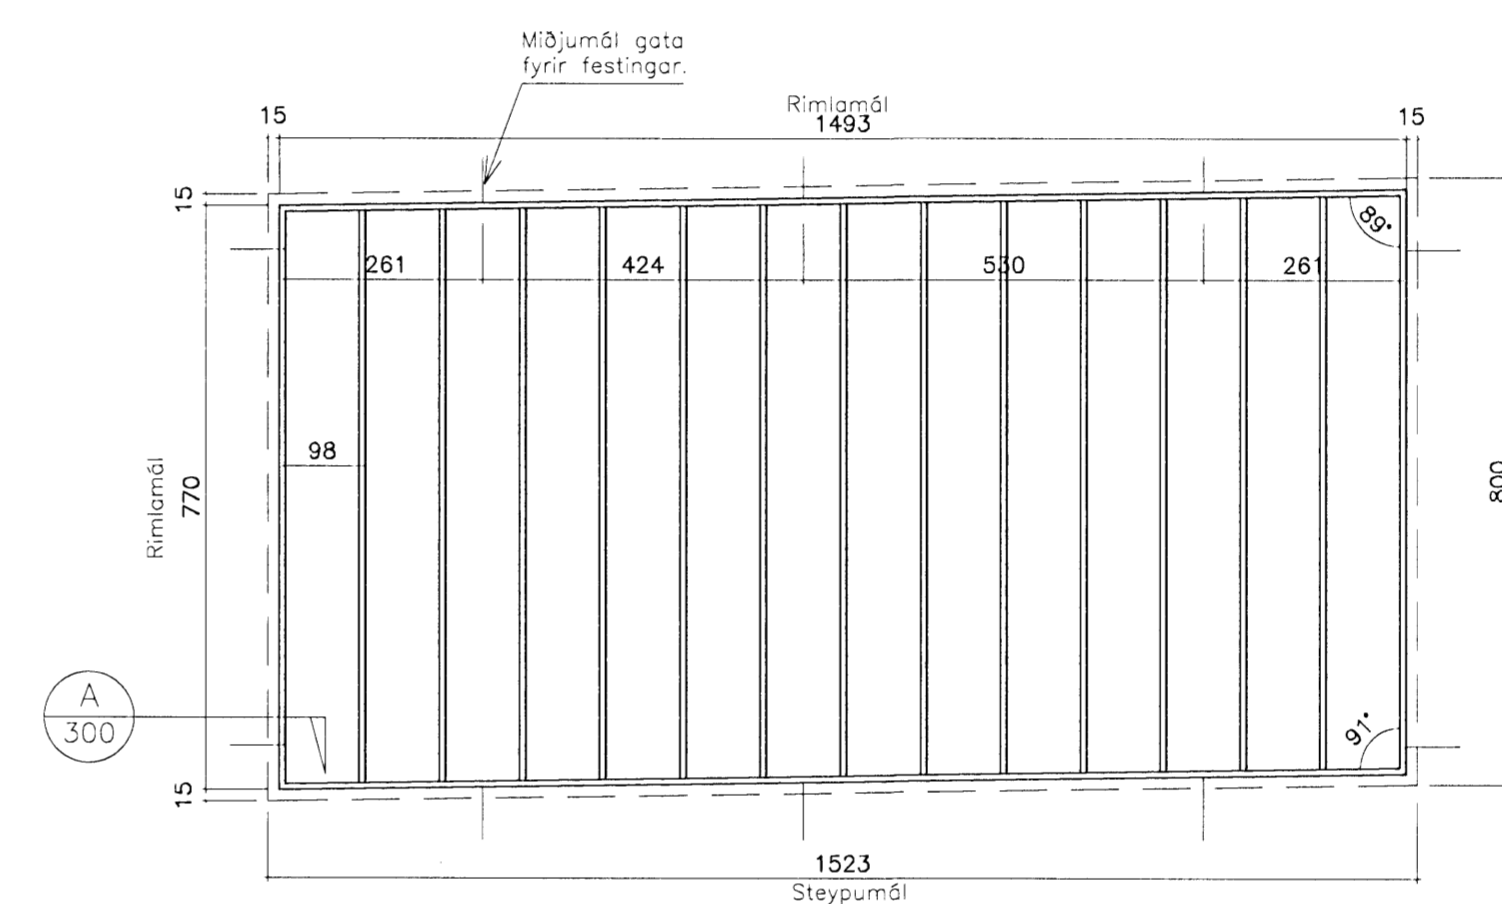 Miðjumál gata
fyrir festingar.
15
Rimlamál
1493
15
15
89°
261
424
530
261
98
Rimlamál
770
800
A
300
91°
15
1523
Steypumál